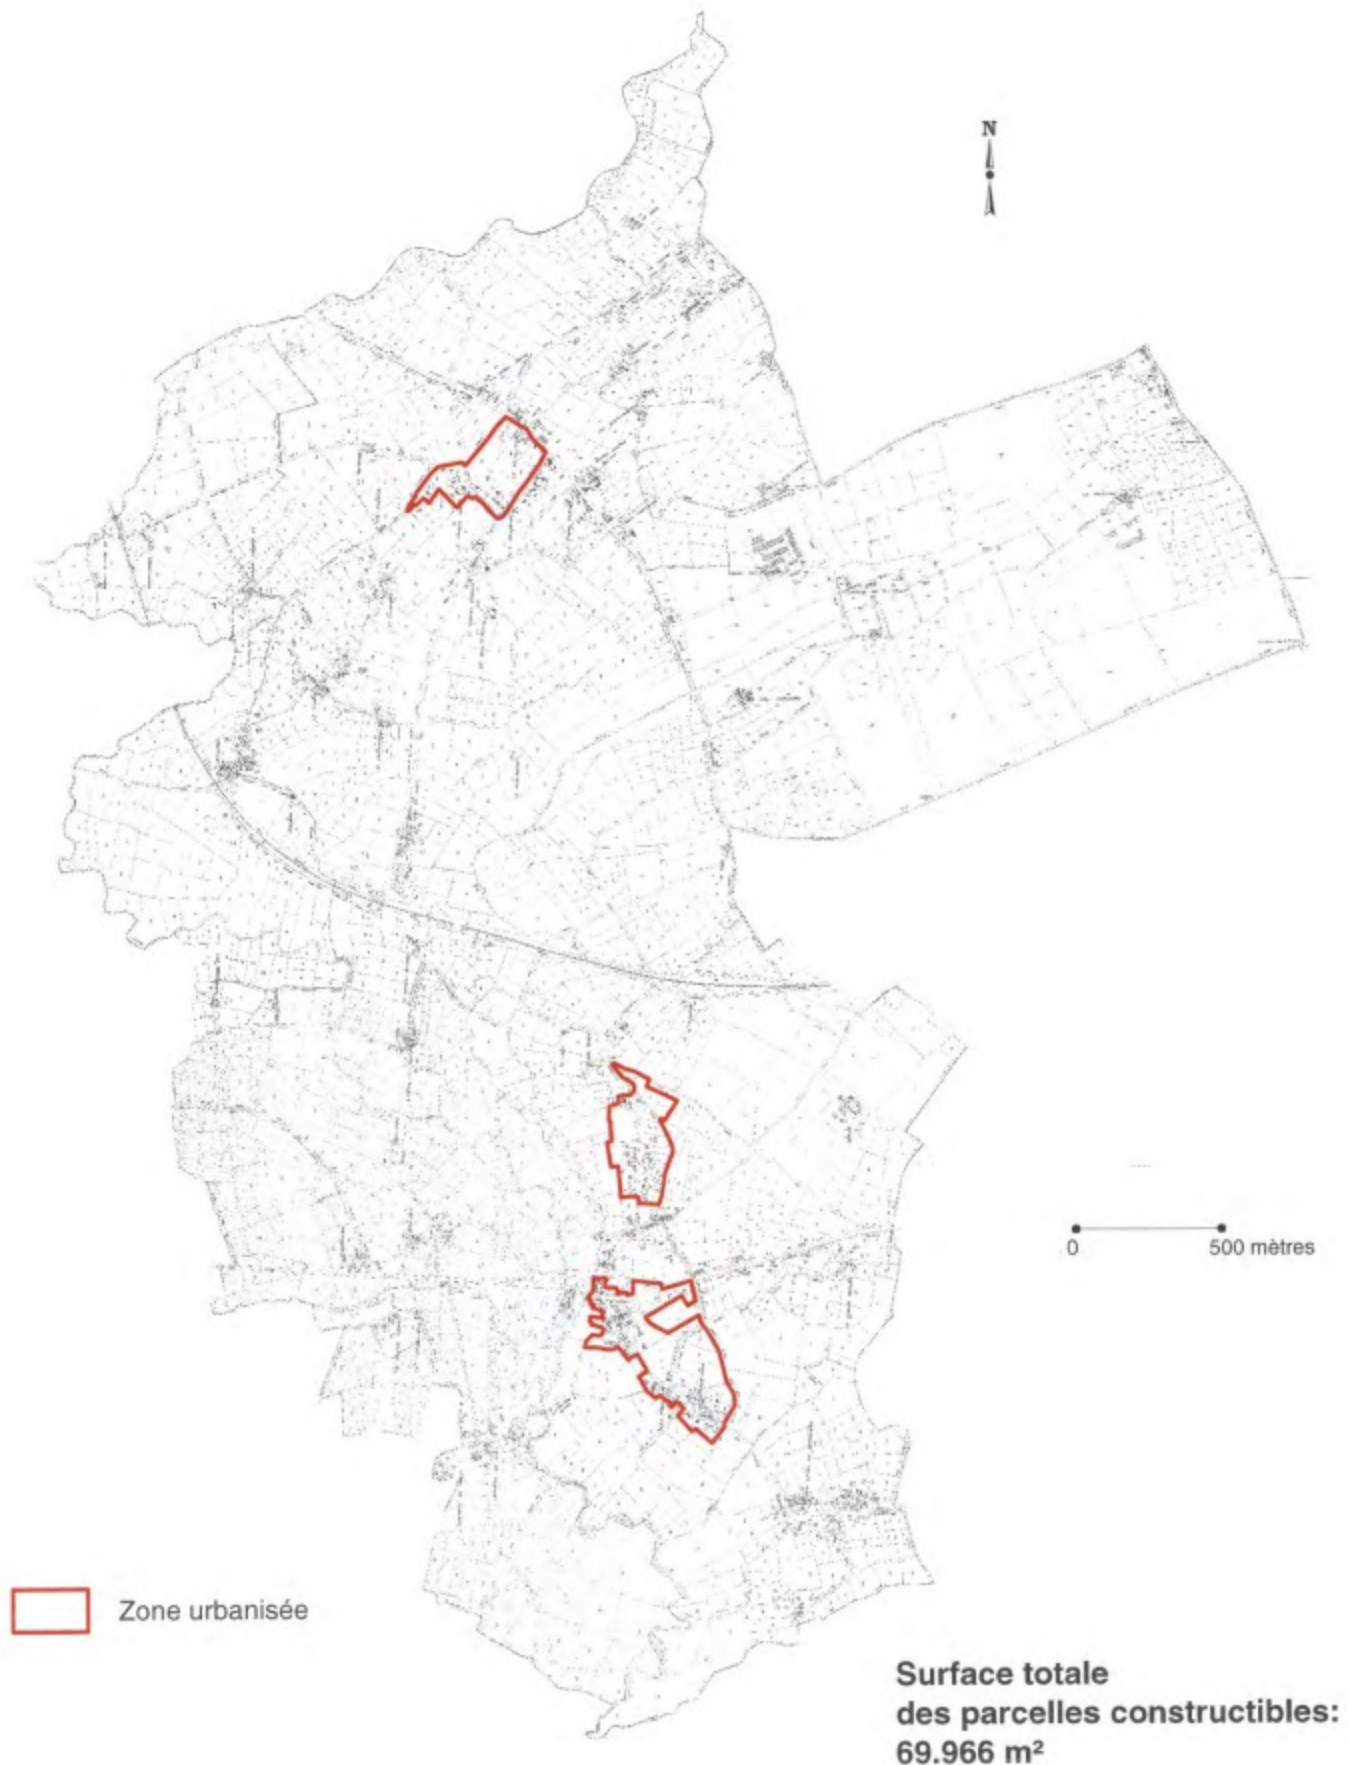 N
0 500 mètres
Zone urbanisée
Surface totale
des parcelles constructibles:
69.966 m²